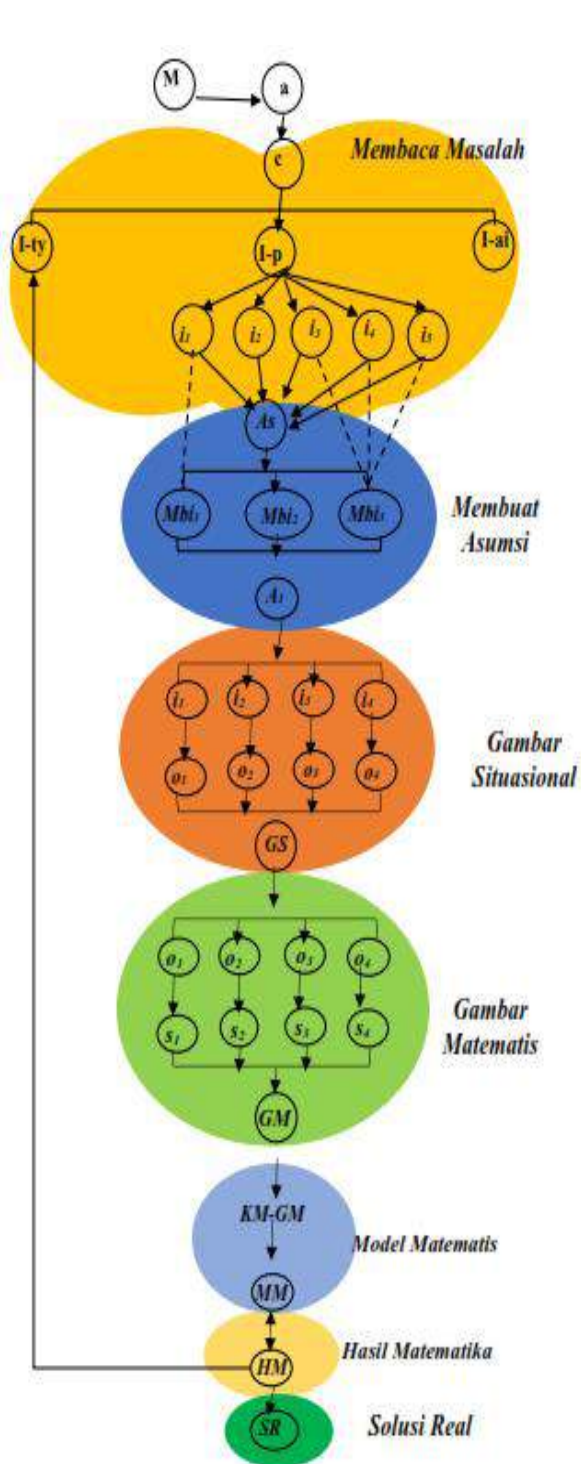 M
a
c
Membaca Masalah
I-ty
I-p
I-ai
i₁
i₂
i₃
i₄
i₅
As
Mbi₁
Mbi₂
Mbi₃
Membuat
Asumsi
A₁
i₁
i₂
i₃
i₄
o₁
o₂
o₃
o₄
Gambar
Situasional
GS
o₁
o₂
o₃
o₄
s₁
s₂
s₃
s₄
Gambar
Matematis
GM
KM-GM
Model Matematis
MM
Hasil Matematika
HM
SR
Solusi Real